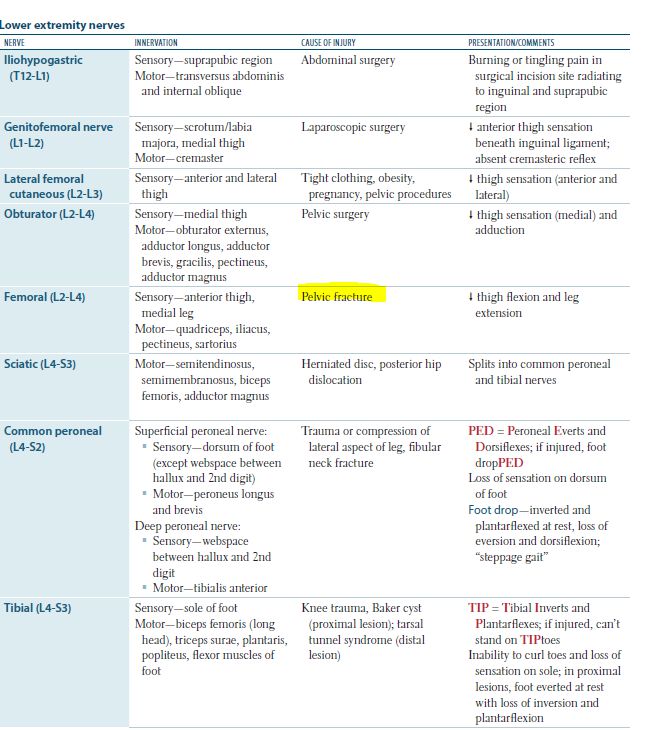 Lower extremity nerves
NERVE INNERVATION CAUSE OF INJURY PRESENTATION/COMMENTS
Iliohypogastric
(T12-L1)
Sensory—suprapubic region
Motor—transversus abdominis
and internal oblique
Abdominal surgery
Burning or tingling pain in
surgical incision site radiating
to inguinal and suprapubic
region
Genitofemoral nerve
(L1-L2)
Sensory—scrotum/labia
majora, medial thigh
Motor—cremaster
Laparoscopic surgery
↓ anterior thigh sensation
beneath inguinal ligament;
absent cremasteric reflex
Lateral femoral
cutaneous (L2-L3)
Sensory—anterior and lateral
thigh
Tight clothing, obesity,
pregnancy, pelvic procedures
↓ thigh sensation (anterior and
lateral)
Obturator (L2-L4)
Sensory—medial thigh
Motor—obturator externus,
adductor longus, adductor
brevis, gracilis, pectineus,
adductor magnus
Pelvic surgery
↓ thigh sensation (medial) and
adduction
Femoral (L2-L4)
Sensory—anterior thigh,
medial leg
Motor—quadriceps, iliacus,
pectineus, sartorius
Pelvic fracture
↓ thigh flexion and leg
extension
Sciatic (L4-S3)
Motor—semitendinosus,
semimembranosus, biceps
femoris, adductor magnus
Herniated disc, posterior hip
dislocation
Splits into common peroneal
and tibial nerves
Common peroneal
(L4-S2)
Superficial peroneal nerve:
▪ Sensory—dorsum of foot
(except webspace between
hallux and 2nd digit)
▪ Motor—peroneus longus
and brevis
Deep peroneal nerve:
▪ Sensory—webspace
between hallux and 2nd
digit
▪ Motor—tibialis anterior
Trauma or compression of
lateral aspect of leg, fibular
neck fracture
PED = Peroneal Everts and
Dorsiflexes; if injured, foot
dropPED
Loss of sensation on dorsum
of foot
Foot drop—inverted and
plantarflexed at rest, loss of
eversion and dorsiflexion;
“steppage gait”
Tibial (L4-S3)
Sensory—sole of foot
Motor—biceps femoris (long
head), triceps surae, plantaris,
popliteus, flexor muscles of
foot
Knee trauma, Baker cyst
(proximal lesion); tarsal
tunnel syndrome (distal
lesion)
TIP = Tibial Inverts and
Plantarflexes; if injured, can’t
stand on TIPtoes
Inability to curl toes and loss of
sensation on sole; in proximal
lesions, foot everted at rest
with loss of inversion and
plantarflexion